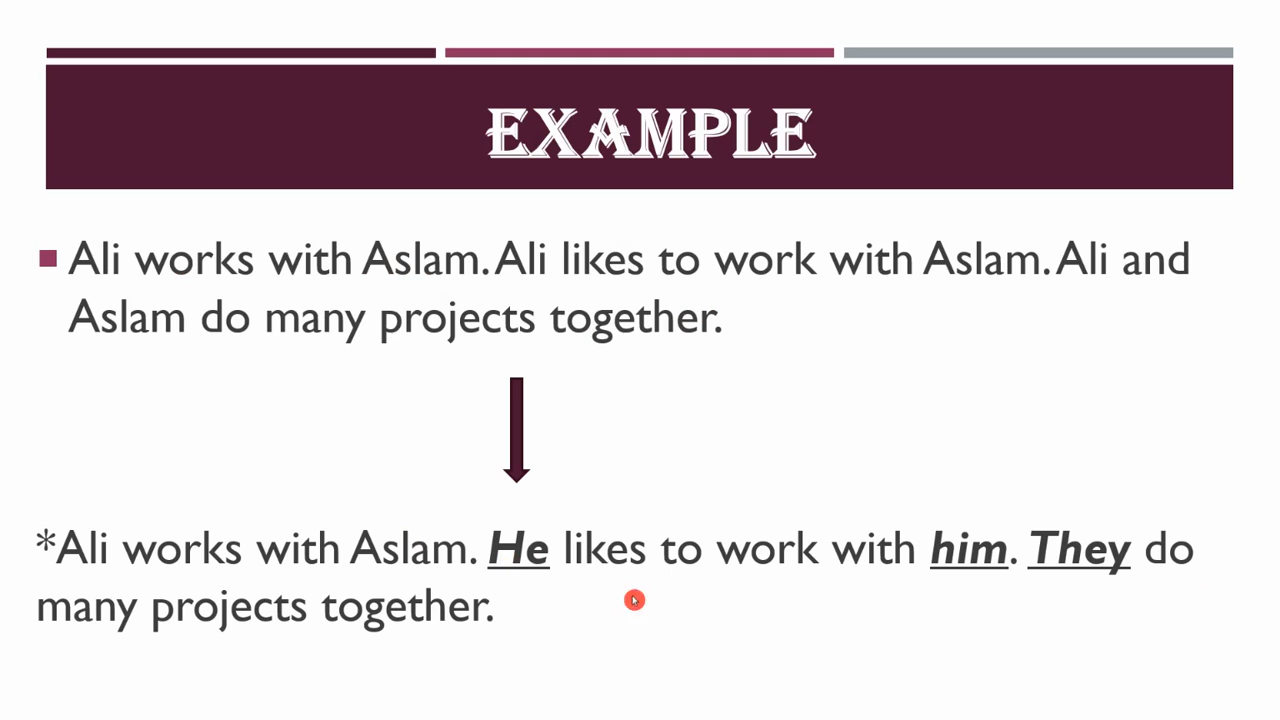 EXAMPLE
Ali works with Aslam. Ali likes to work with Aslam. Ali and
Aslam do many projects together.
*Ali works with Aslam. He likes to work with him. They do
many projects together.